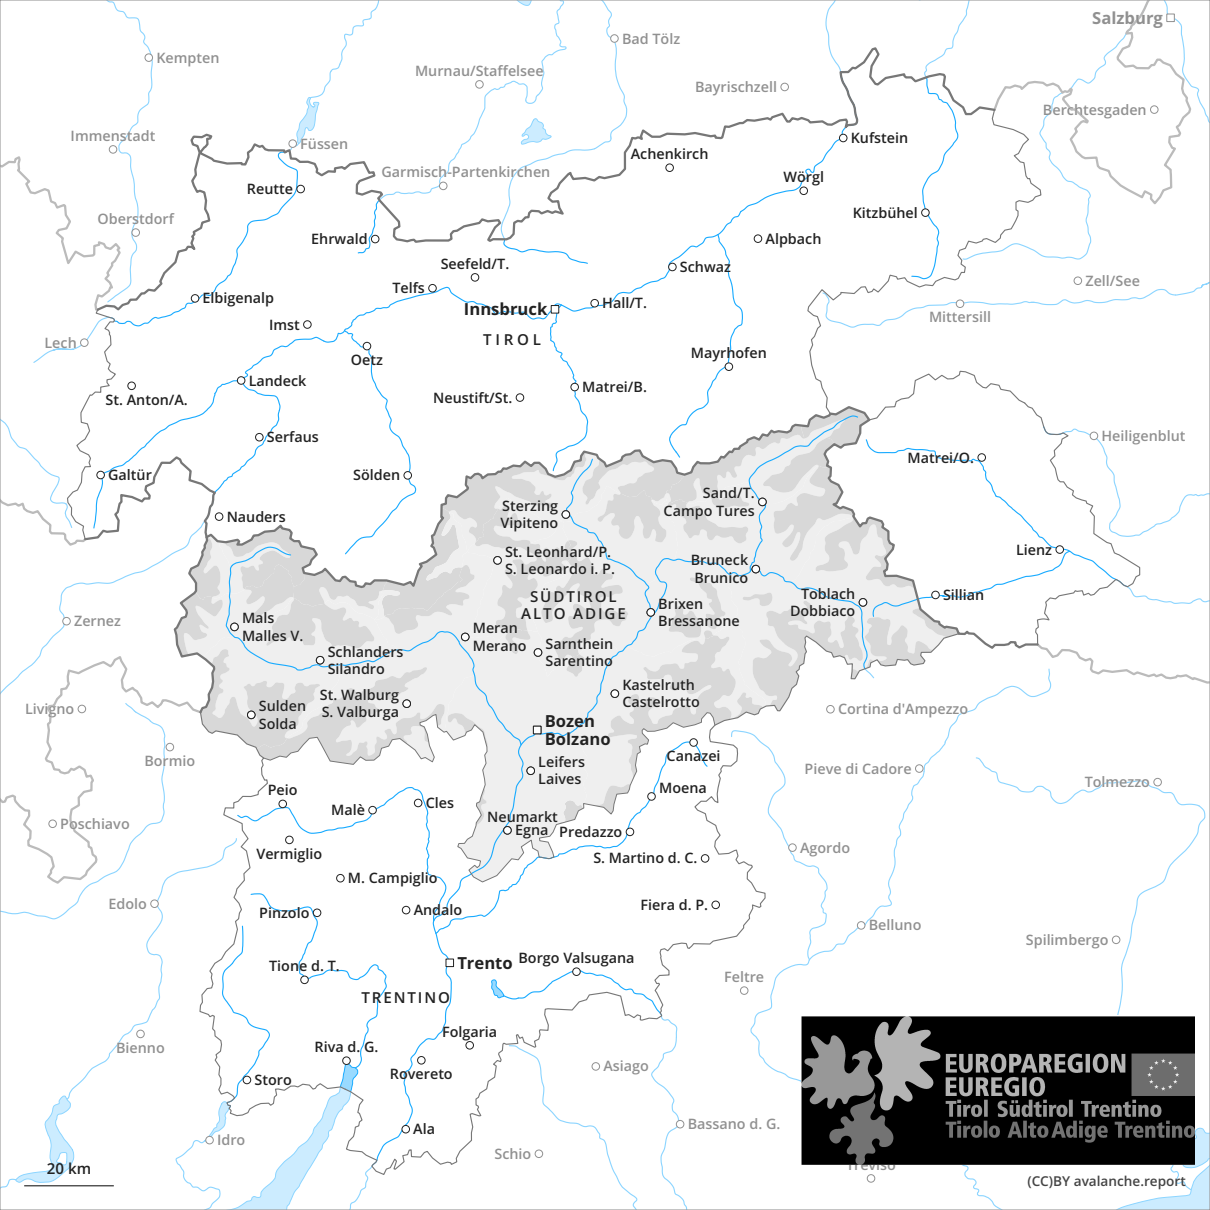 Salzburg
Bad Tölz
Kempten
Murnau/Staffelsee
Bayrischzell
Berchtesgaden
Immenstadt
Füssen
Kufstein
Achenkirch
Garmisch-Partenkirchen
Wörgl
Reutte
Oberstdorf
Kitzbühel
Ehrwald
Alpbach
Seefeld/T.
Schwaz
Zell/See
Telfs
Elbigenalp
Hall/T.
Innsbruck
Mittersill
Imst
TIROL
Lech
Oetz
Mayrhofen
Landeck
Matrei/B.
St. Anton/A.
Neustift/St.
Serfaus
Heiligenblut
Matrei/O.
Galtür
Sölden
Sand/T.
Campo Tures
Sterzing
Vipiteno
Nauders
St. Leonhard/P.
S. Leonardo i. P.
Lienz
Bruneck
Brunico
SÜDTIROL
ALTO ADIGE
Toblach
Dobbiaco
Sillian
Brixen
Bressanone
Zernez
Mals
Malles V.
Meran
Merano
Sarnthein
Sarentino
Schlanders
Silandro
Kastelruth
Castelrotto
St. Walburg
S. Valburga
Livigno
Sulden
Solda
Cortina d'Ampezzo
Bozen
Bolzano
Bormio
Canazei
Leifers
Laives
Pieve di Cadore
Tolmezzo
Peio
Moena
Malè
Cles
Neumarkt
Egna
Poschiavo
Predazzo
Vermiglio
S. Martino d. C.
Agordo
M. Campiglio
Edolo
Pinzolo
Andalo
Fiera d. P.
Belluno
Spilimbergo
Trento
Borgo Valsugana
Tione d. T.
Feltre
TRENTINO
Folgaria
Bienno
Riva d. G.
Rovereto
Asiago
Storo
EUROPAREGION
EUREGIO
Tirol Südtirol Trentino
Tirolo Alto Adige Trentino
Ala
Idro
Bassano d. G.
Schio
Treviso
20 km
(CC)BY avalanche.report